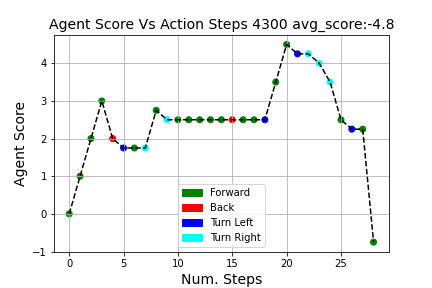 Agent Score Vs Action Steps 4300 avg_score:-4.8
Agent Score
4
3
2
1
0
−1
Forward
Back
Turn Left
Turn Right
0 5 10 15 20 25
Num. Steps